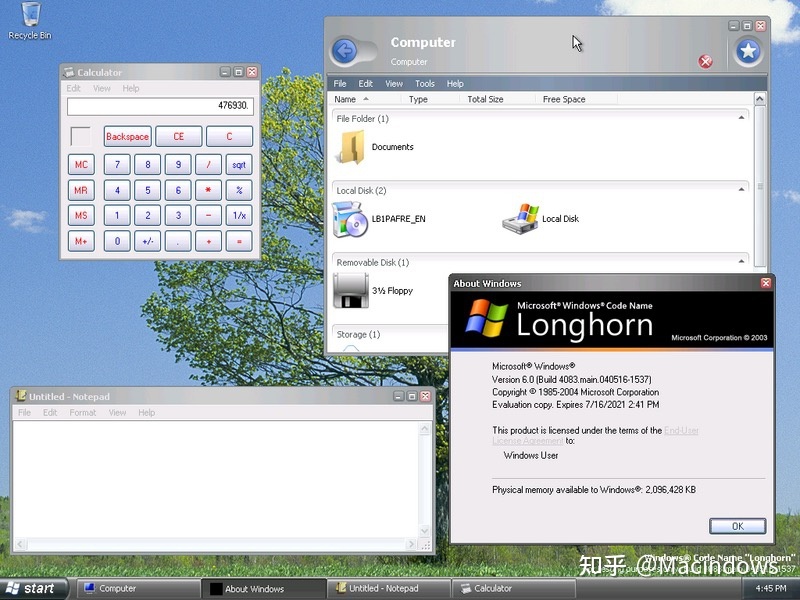 Recycle Bin
Calculator
Edit View Help
476930.
Backspace CE C
MC 7 8 9 / sqrt
MR 4 5 6 * %
MS 1 2 3 − 1/x
M+ 0 +/- . + =
Computer
Computer
File Edit View Tools Help
Name Type Total Size Free Space
File Folder (1)
Documents
Local Disk (2)
LB1PAFRE_EN Local Disk
Removable Disk (1)
3½ Floppy
Storage (1)
About Windows
Microsoft® Windows® Code Name
Longhorn
Microsoft Corporation © 2003
Microsoft® Windows®
Version 6.0 (Build 4083.main.040516-1537)
Copyright © 1985-2004 Microsoft Corporation
Evaluation copy. Expires 7/16/2021 2:41 PM
This product is licensed under the terms of the End-User
License Agreement to:
Windows User
Physical memory available to Windows®: 2,096,428 KB
OK
Untitled - Notepad
File Edit Format View Help
Windows® Code Name "Longhorn"
知乎 @MacIndows
start Computer About Windows Untitled - Notepad Calculator 4:45 PM